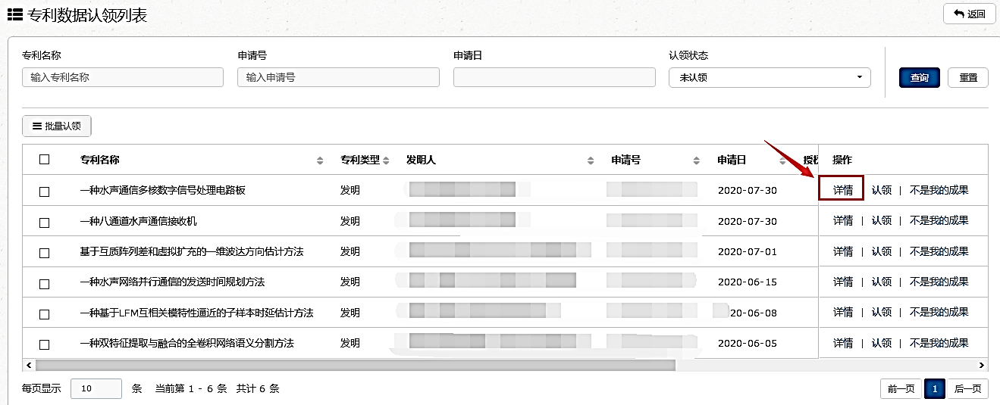 专利数据认领列表
返回
专利名称 申请号 申请日 认领状态
输入专利名称 输入申请号 未认领 查询 重置
批量认领
专利名称 专利类型 发明人 申请号 申请日 授权 操作
一种水声通信多核数字信号处理电路板 发明 2020-07-30 详情 认领 | 不是我的成果
一种八通道水声通信接收机 发明 2020-07-30 详情 | 认领 | 不是我的成果
基于互质阵列差和虚拟扩充的一维波达方向估计方法 发明 2020-07-01 详情 | 认领 | 不是我的成果
一种水声网络并行通信的发送时间规划方法 发明 2020-06-15 详情 | 认领 | 不是我的成果
一种基于LFM互相关模特性逼近的子样本时延估计方法 发明 20-06-08 详情 | 认领 | 不是我的成果
一种双特征提取与融合的全卷积网络语义分割方法 发明 2020-06-05 详情 | 认领 | 不是我的成果
每页显示 10 条 当前第 1 - 6 条 共计 6 条 前一页 1 后一页